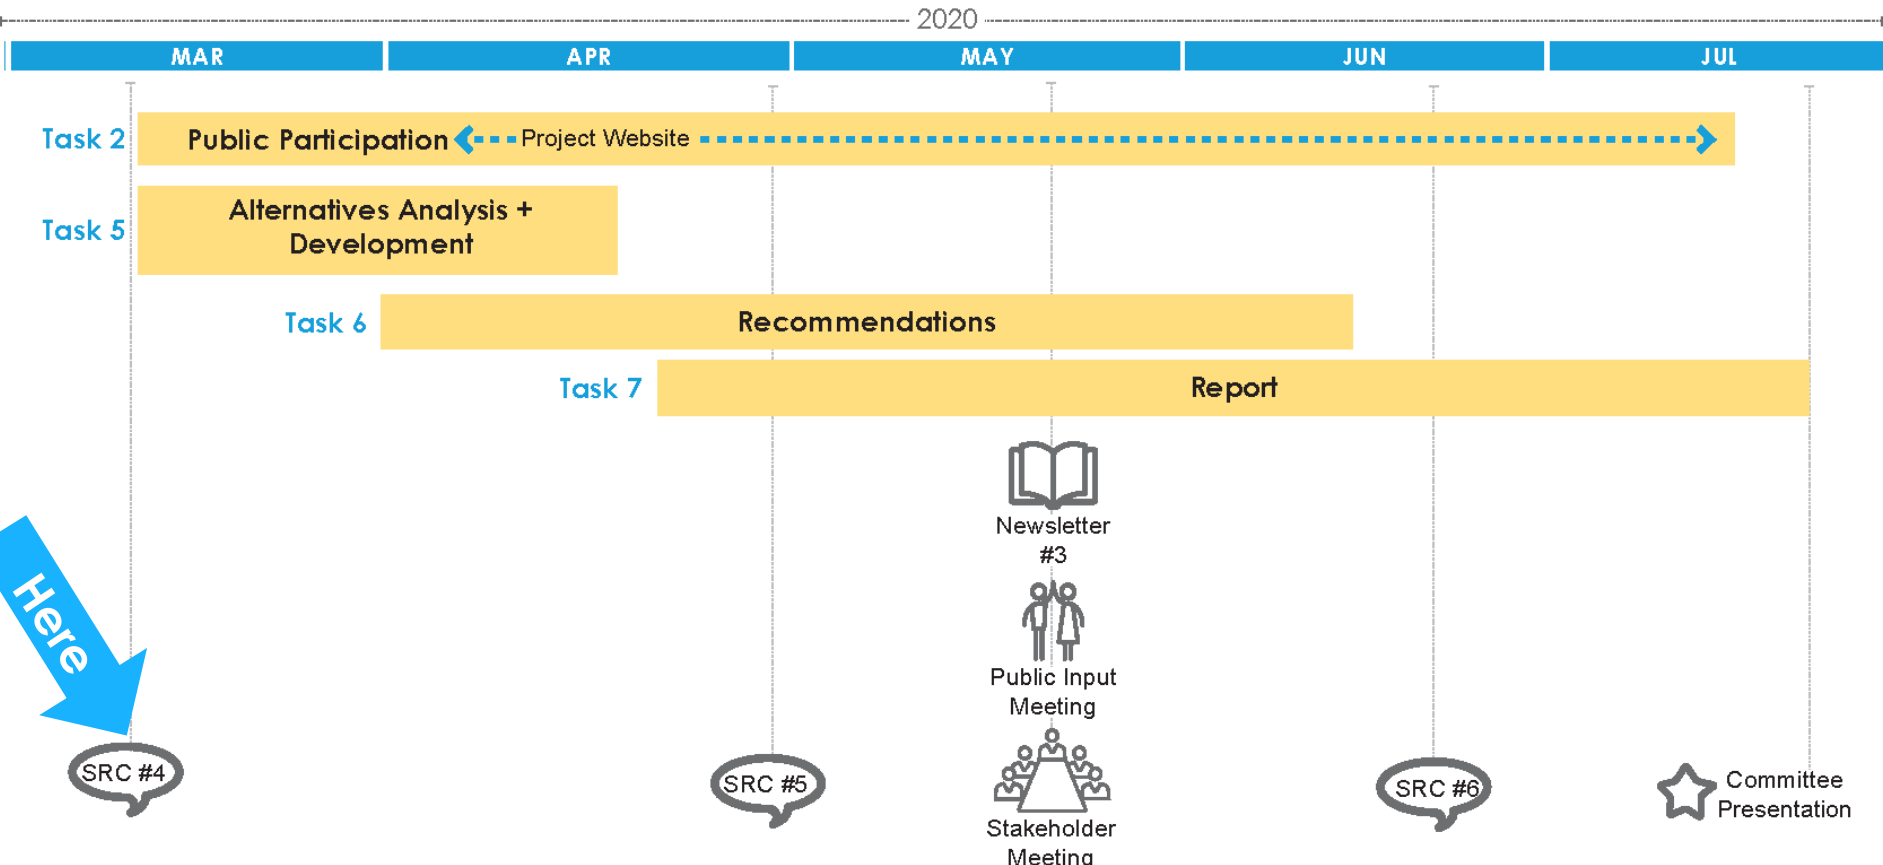 2020
MAR APR MAY JUN JUL
Task 2 Public Participation Project Website
Task 5 Alternatives Analysis +
Development
Task 6 Recommendations
Task 7 Report
Newsletter
#3
Public Input
Meeting
Here
SRC #4
SRC #5
Stakeholder
Meeting
SRC #6
Committee
Presentation